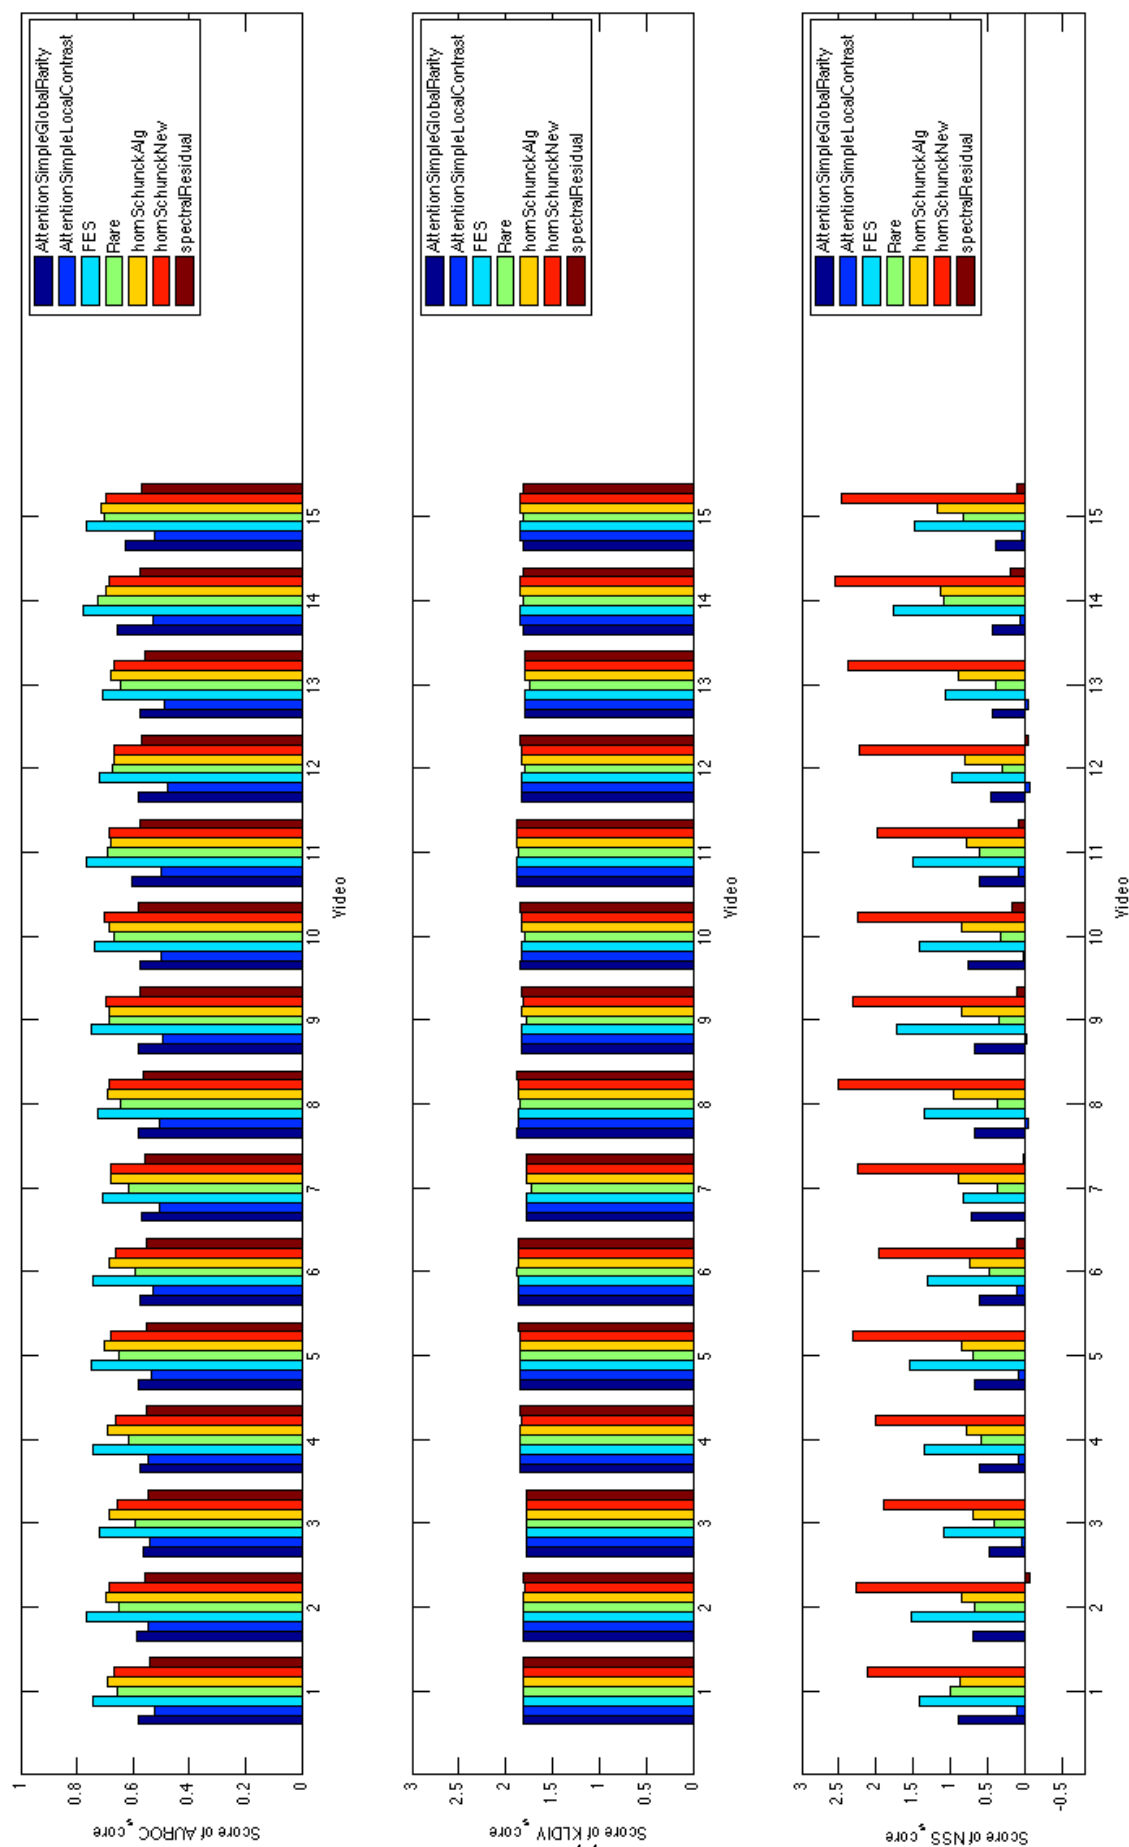 Score of AUROCₛcore
1
0.8
0.6
0.4
0.2
0
1 2 3 4 5 6 7 8 9 10 11 12 13 14 15
Video
AttentionSimpleGlobalRarity
AttentionSimpleLocalContrast
FES
Rare
hornSchunckAlg
hornSchunckNew
spectralResidual
Score of KLDIVₛcore
3
2.5
2
1.5
1
0.5
0
1 2 3 4 5 6 7 8 9 10 11 12 13 14 15
Video
AttentionSimpleGlobalRarity
AttentionSimpleLocalContrast
FES
Rare
hornSchunckAlg
hornSchunckNew
spectralResidual
Score of NSSₛcore
3
2.5
2
1.5
1
0.5
0
-0.5
1 2 3 4 5 6 7 8 9 10 11 12 13 14 15
Video
AttentionSimpleGlobalRarity
AttentionSimpleLocalContrast
FES
Rare
hornSchunckAlg
hornSchunckNew
spectralResidual